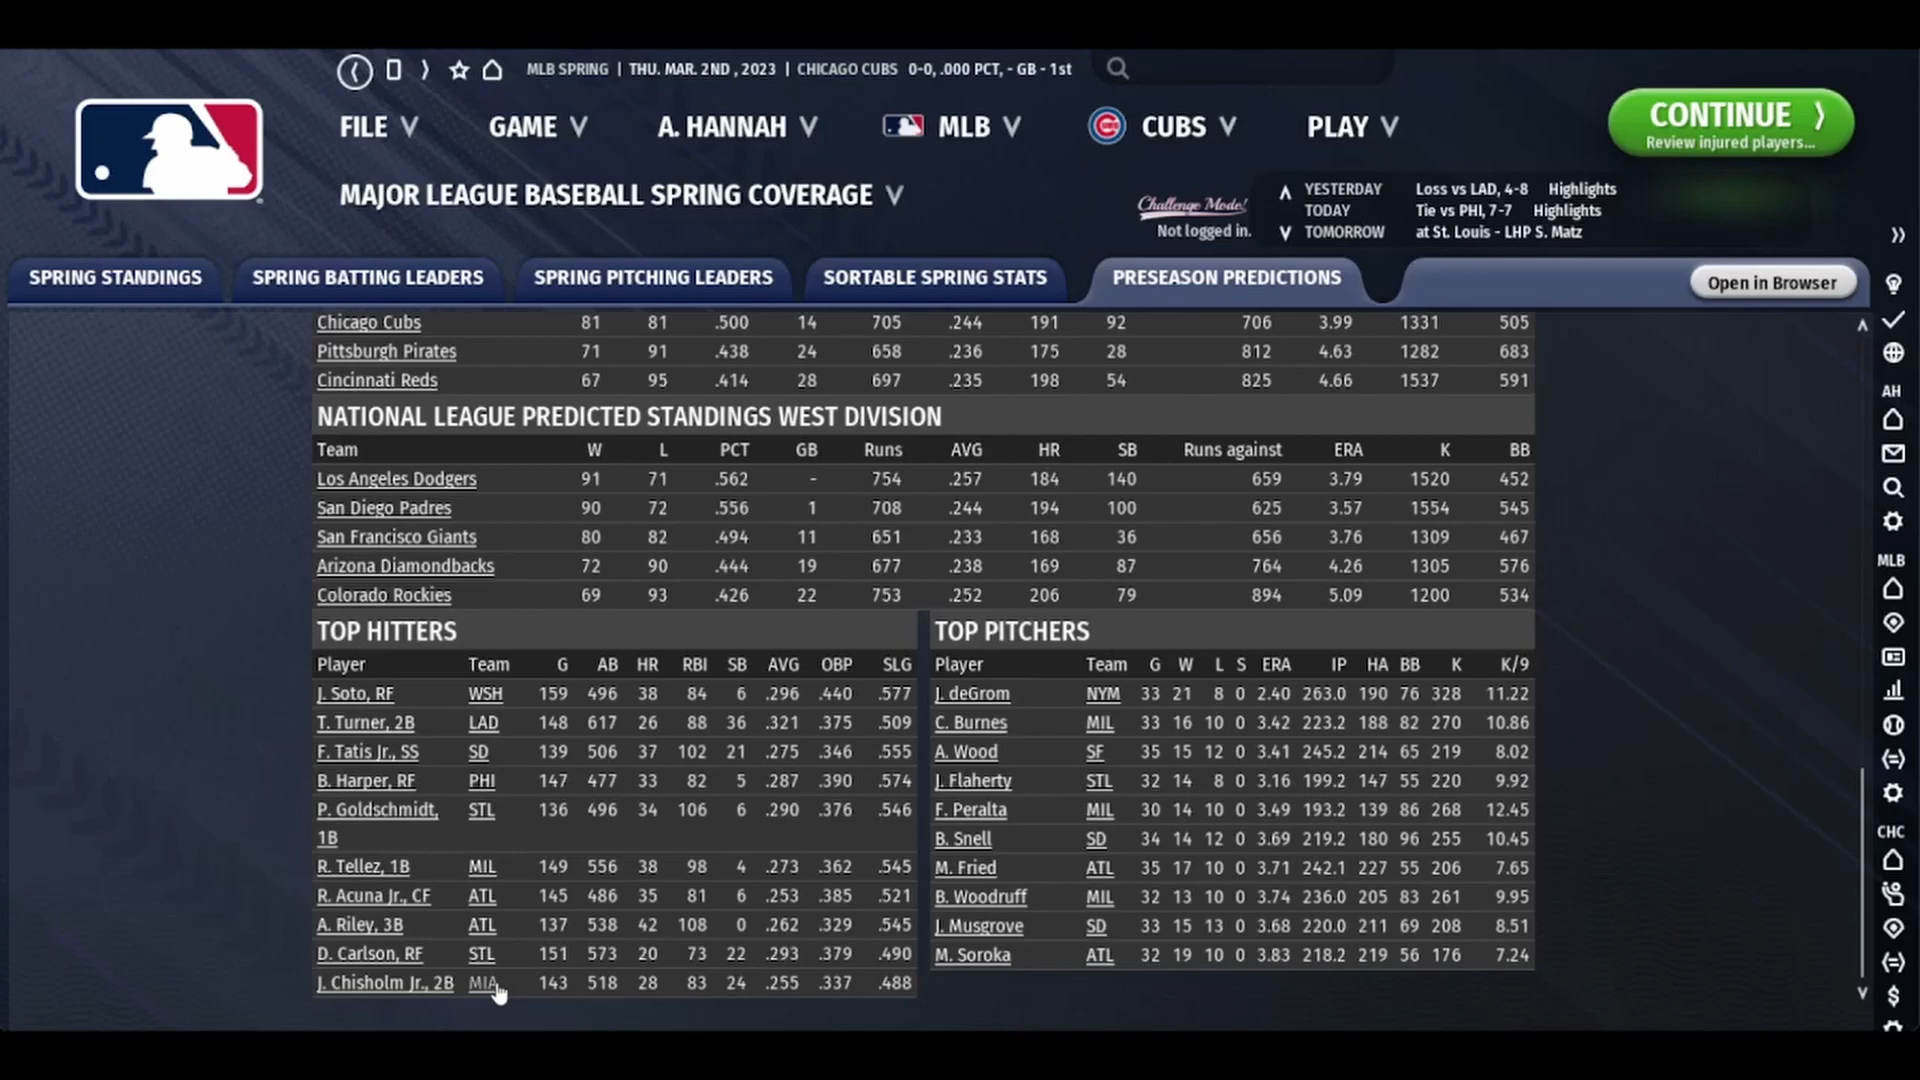 MLB SPRING | THU. MAR. 2ND , 2023 | CHICAGO CUBS 0-0, .000 PCT, - GB - 1st
FILE GAME A. HANNAH MLB CUBS PLAY
CONTINUE
Review injured players...
MAJOR LEAGUE BASEBALL SPRING COVERAGE
Challenge Mode!
Not logged in.
YESTERDAY Loss vs LAD, 4-8 Highlights
TODAY Tie vs PHI, 7-7 Highlights
TOMORROW at St. Louis - LHP S. Matz
SPRING STANDINGS SPRING BATTING LEADERS SPRING PITCHING LEADERS SORTABLE SPRING STATS PRESEASON PREDICTIONS Open in Browser
Chicago Cubs 81 81 .500 14 705 .244 191 92 706 3.99 1331 505
Pittsburgh Pirates 71 91 .438 24 658 .236 175 28 812 4.63 1282 683
Cincinnati Reds 67 95 .414 28 697 .235 198 54 825 4.66 1537 591
NATIONAL LEAGUE PREDICTED STANDINGS WEST DIVISION
Team W L PCT GB Runs AVG HR SB Runs against ERA K BB
Los Angeles Dodgers 91 71 .562 - 754 .257 184 140 659 3.79 1520 452
San Diego Padres 90 72 .556 1 708 .244 194 100 625 3.57 1554 545
San Francisco Giants 80 82 .494 11 651 .233 168 36 656 3.76 1309 467
Arizona Diamondbacks 72 90 .444 19 677 .238 169 87 764 4.26 1305 576
Colorado Rockies 69 93 .426 22 753 .252 206 79 894 5.09 1200 534
TOP HITTERS
Player Team G AB HR RBI SB AVG OBP SLG
J. Soto, RF WSH 159 496 38 84 6 .296 .440 .577
T. Turner, 2B LAD 148 617 26 88 36 .321 .375 .509
F. Tatis Jr., SS SD 139 506 37 102 21 .275 .346 .555
B. Harper, RF PHI 147 477 33 82 5 .287 .390 .574
P. Goldschmidt, STL 136 496 34 106 6 .290 .376 .546
1B
R. Tellez, 1B MIL 149 556 38 98 4 .273 .362 .545
R. Acuna Jr., CF ATL 145 486 35 81 6 .253 .385 .521
A. Riley, 3B ATL 137 538 42 108 0 .262 .329 .545
D. Carlson, RF STL 151 573 20 73 22 .293 .379 .490
J. Chisholm Jr., 2B MIA 143 518 28 83 24 .255 .337 .488
TOP PITCHERS
Player Team G W L S ERA IP HA BB K K/9
J. deGrom NYM 33 21 8 0 2.40 263.0 190 76 328 11.22
C. Burnes MIL 33 16 10 0 3.42 223.2 188 82 270 10.86
A. Wood SF 35 15 12 0 3.41 245.2 214 65 219 8.02
J. Flaherty STL 32 14 8 0 3.16 199.2 147 55 220 9.92
F. Peralta MIL 30 14 10 0 3.49 193.2 139 86 268 12.45
B. Snell SD 34 14 12 0 3.69 219.2 180 96 255 10.45
M. Fried ATL 35 17 10 0 3.71 242.1 227 55 206 7.65
B. Woodruff MIL 32 13 10 0 3.74 236.0 205 83 261 9.95
J. Musgrove SD 33 15 13 0 3.68 220.0 211 69 208 8.51
M. Soroka ATL 32 19 10 0 3.83 218.2 219 56 176 7.24
AH
MLB
CHC